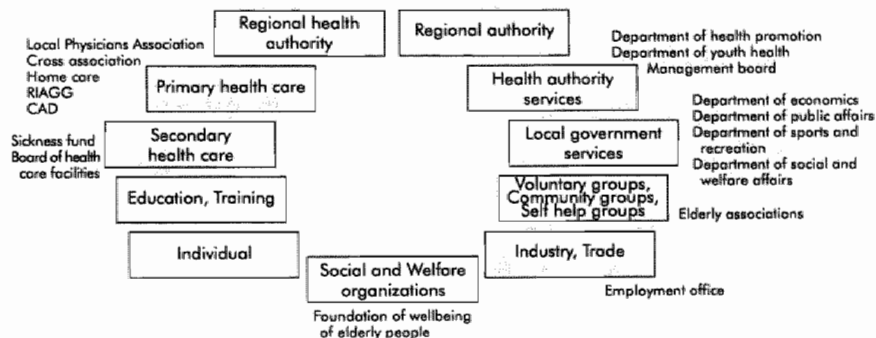 Regional health
authority
Regional authority
Local Physicians Association
Cross association
Home care
RIAGG
CAD
Primary health care
Department of health promotion
Department of youth health
Management board
Health authority
services
Sickness fund
Board of health
care facilities
Secondary
health care
Local government
services
Department of economics
Department of public affairs
Department of sports and
recreation
Department of social and
welfare affairs
Education, Training
Voluntary groups,
Community groups,
Self help groups
Elderly associations
Individual
Industry, Trade
Social and Welfare
organizations
Employment office
Foundation of wellbeing
of elderly people